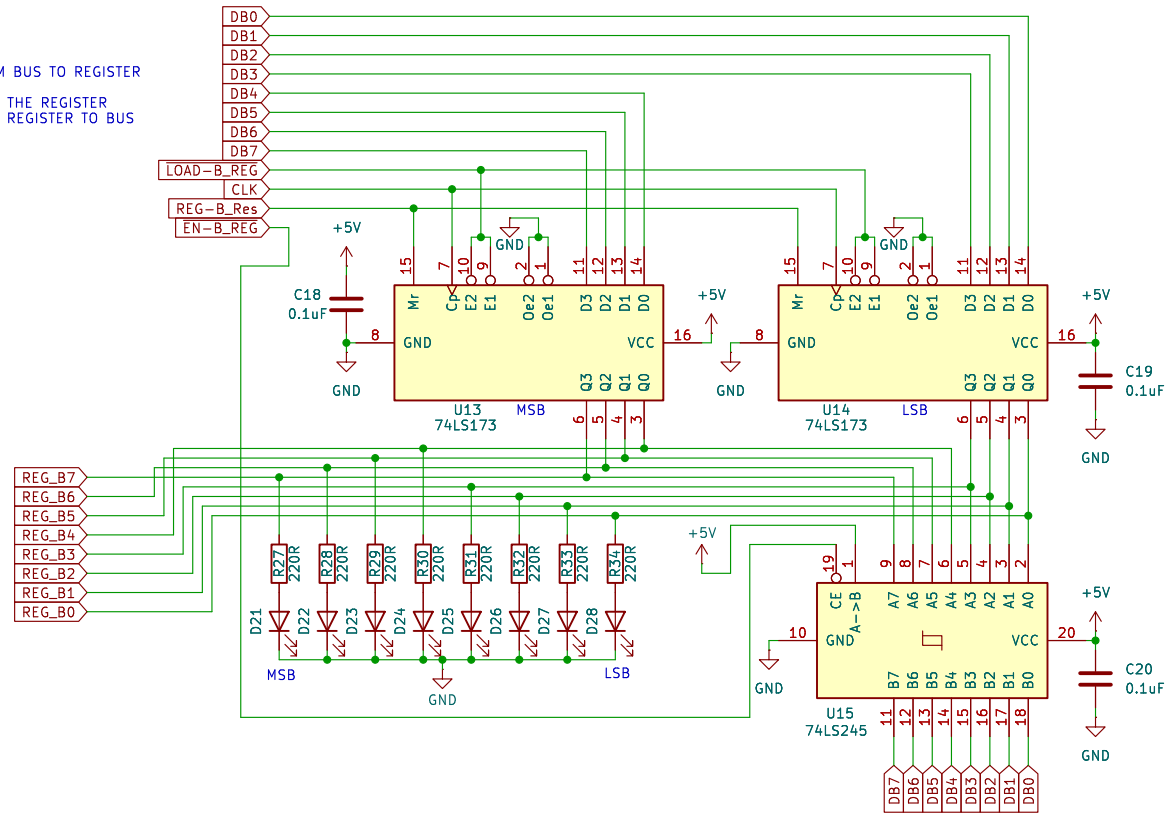 DB0
DB1
DB2
DB3
DB4
DB5
DB6
DB7
LOAD-B_REG
CLK
REG-B_Res
EN-B_REG
M BUS TO REGISTER
THE REGISTER
REGISTER TO BUS
+5V
C18
0.1uF
GND
15
7
10
9
2
1
11
12
13
14
GND
Mr
Cp
E2
E1
Oe2
Oe1
D3
D2
D1
D0
8
GND
VCC
16
+5V
Q3
Q2
Q1
Q0
6
5
4
3
U13
74LS173
MSB
15
7
10
9
2
1
11
12
13
14
GND
Mr
Cp
E2
E1
Oe2
Oe1
D3
D2
D1
D0
8
GND
GND
VCC
16
+5V
Q3
Q2
Q1
Q0
6
5
4
3
U14
74LS173
LSB
C19
0.1uF
GND
REG_B7
REG_B6
REG_B5
REG_B4
REG_B3
REG_B2
REG_B1
REG_B0
R27
220R
R28
220R
R29
220R
R30
220R
R31
220R
R32
220R
R33
220R
R34
220R
D21
D22
D23
D24
D25
D26
D27
D28
MSB
LSB
GND
+5V
19
1
9
8
7
6
5
4
3
2
CE
A->B
A7
A6
A5
A4
A3
A2
A1
A0
10
GND
GND
VCC
20
+5V
B7
B6
B5
B4
B3
B2
B1
B0
U15
74LS245
11
12
13
14
15
16
17
18
C20
0.1uF
GND
DB7
DB6
DB5
DB4
DB3
DB2
DB1
DB0